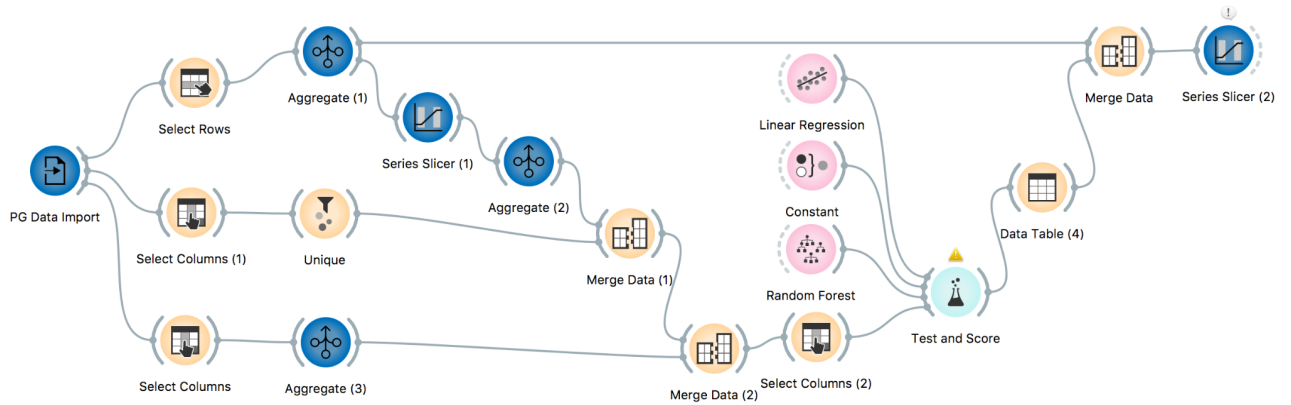 !
Aggregate (1)
Merge Data
Series Slicer (2)
Select Rows
Linear Regression
Series Slicer (1)
PG Data Import
Aggregate (2)
Constant
Data Table (4)
Select Columns (1)
Unique
Merge Data (1)
Random Forest
Test and Score
Select Columns
Aggregate (3)
Merge Data (2)
Select Columns (2)